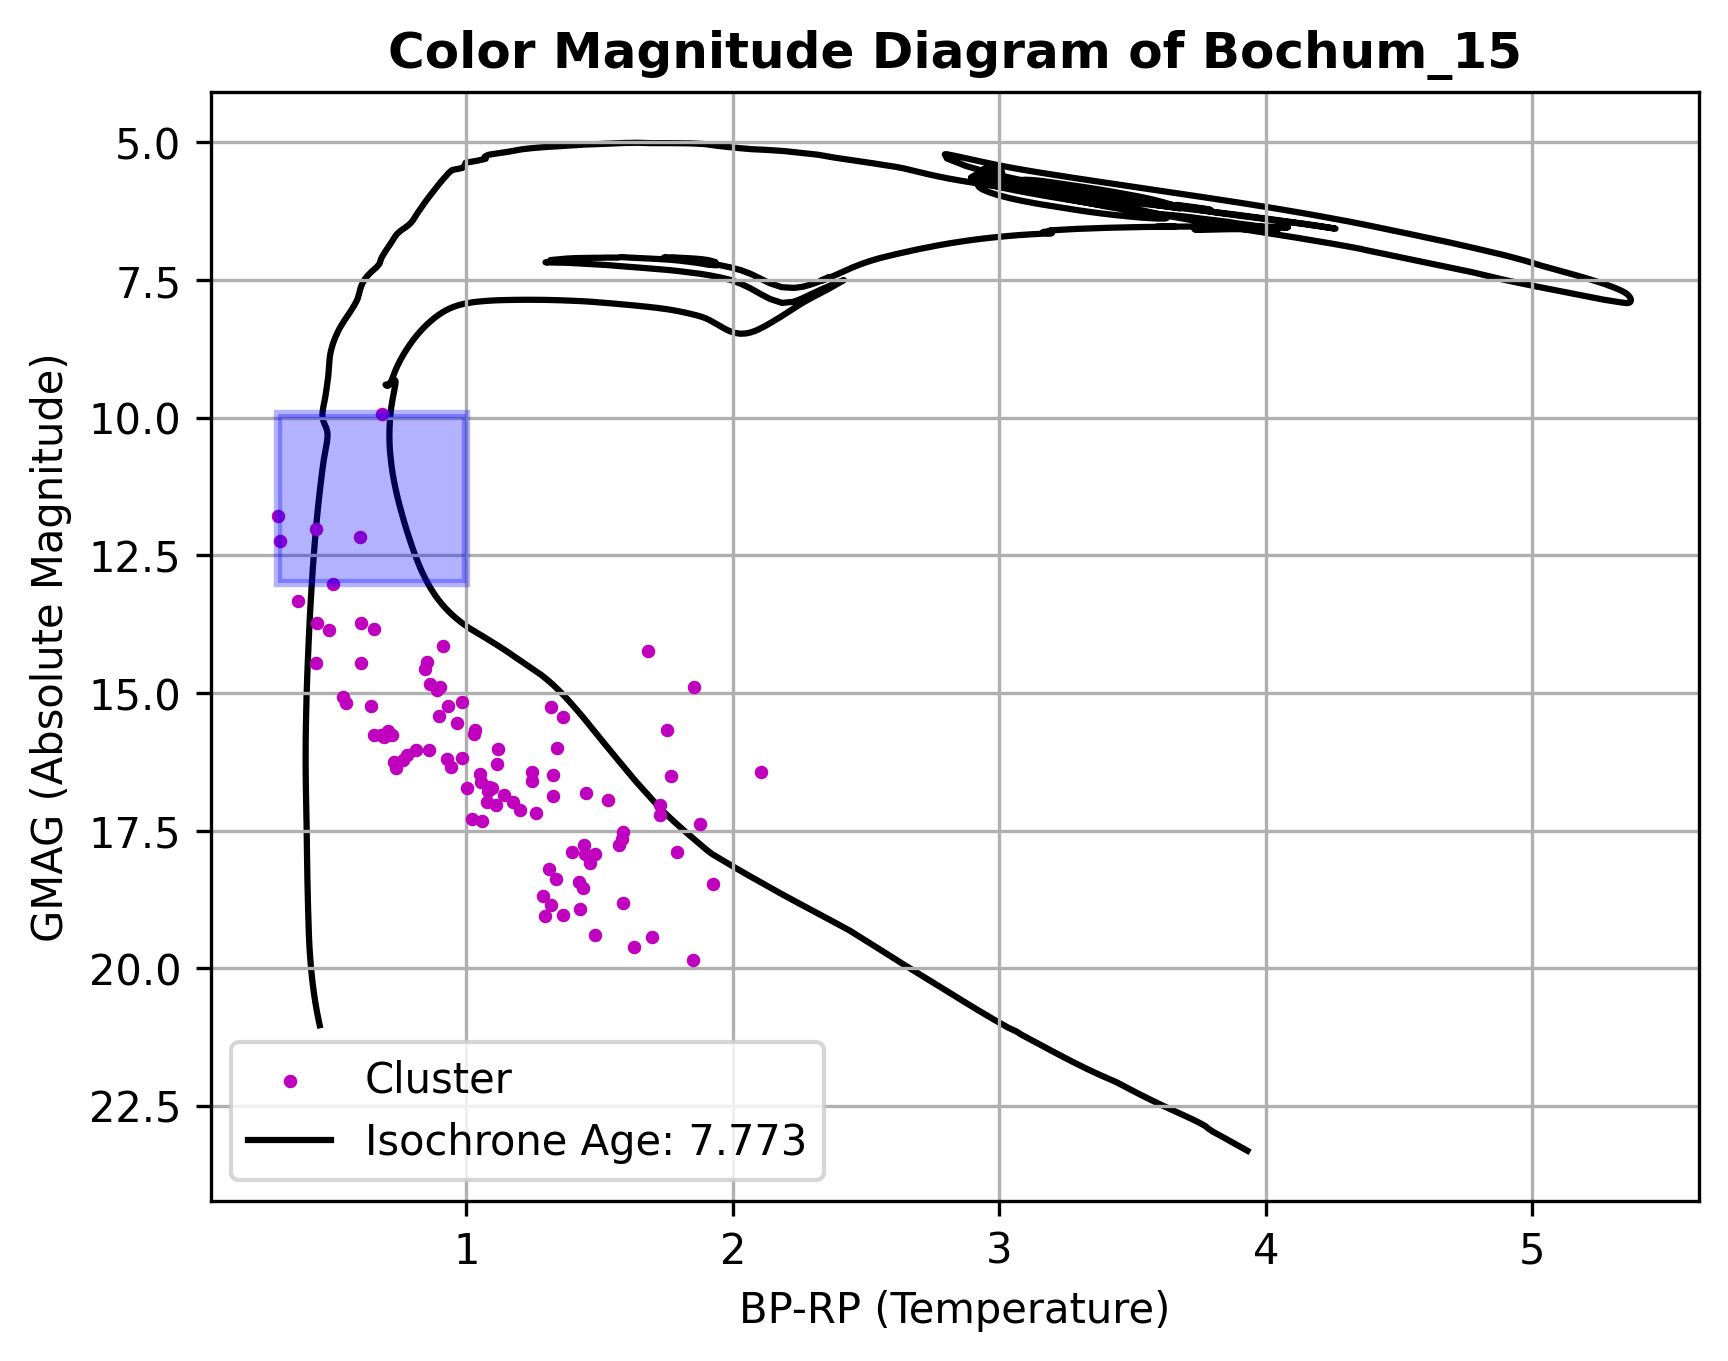 Color Magnitude Diagram of Bochum_15
GMAG (Absolute Magnitude)
5.0
7.5
10.0
12.5
15.0
17.5
20.0
22.5
Cluster
Isochrone Age: 7.773
1 2 3 4 5
BP-RP (Temperature)